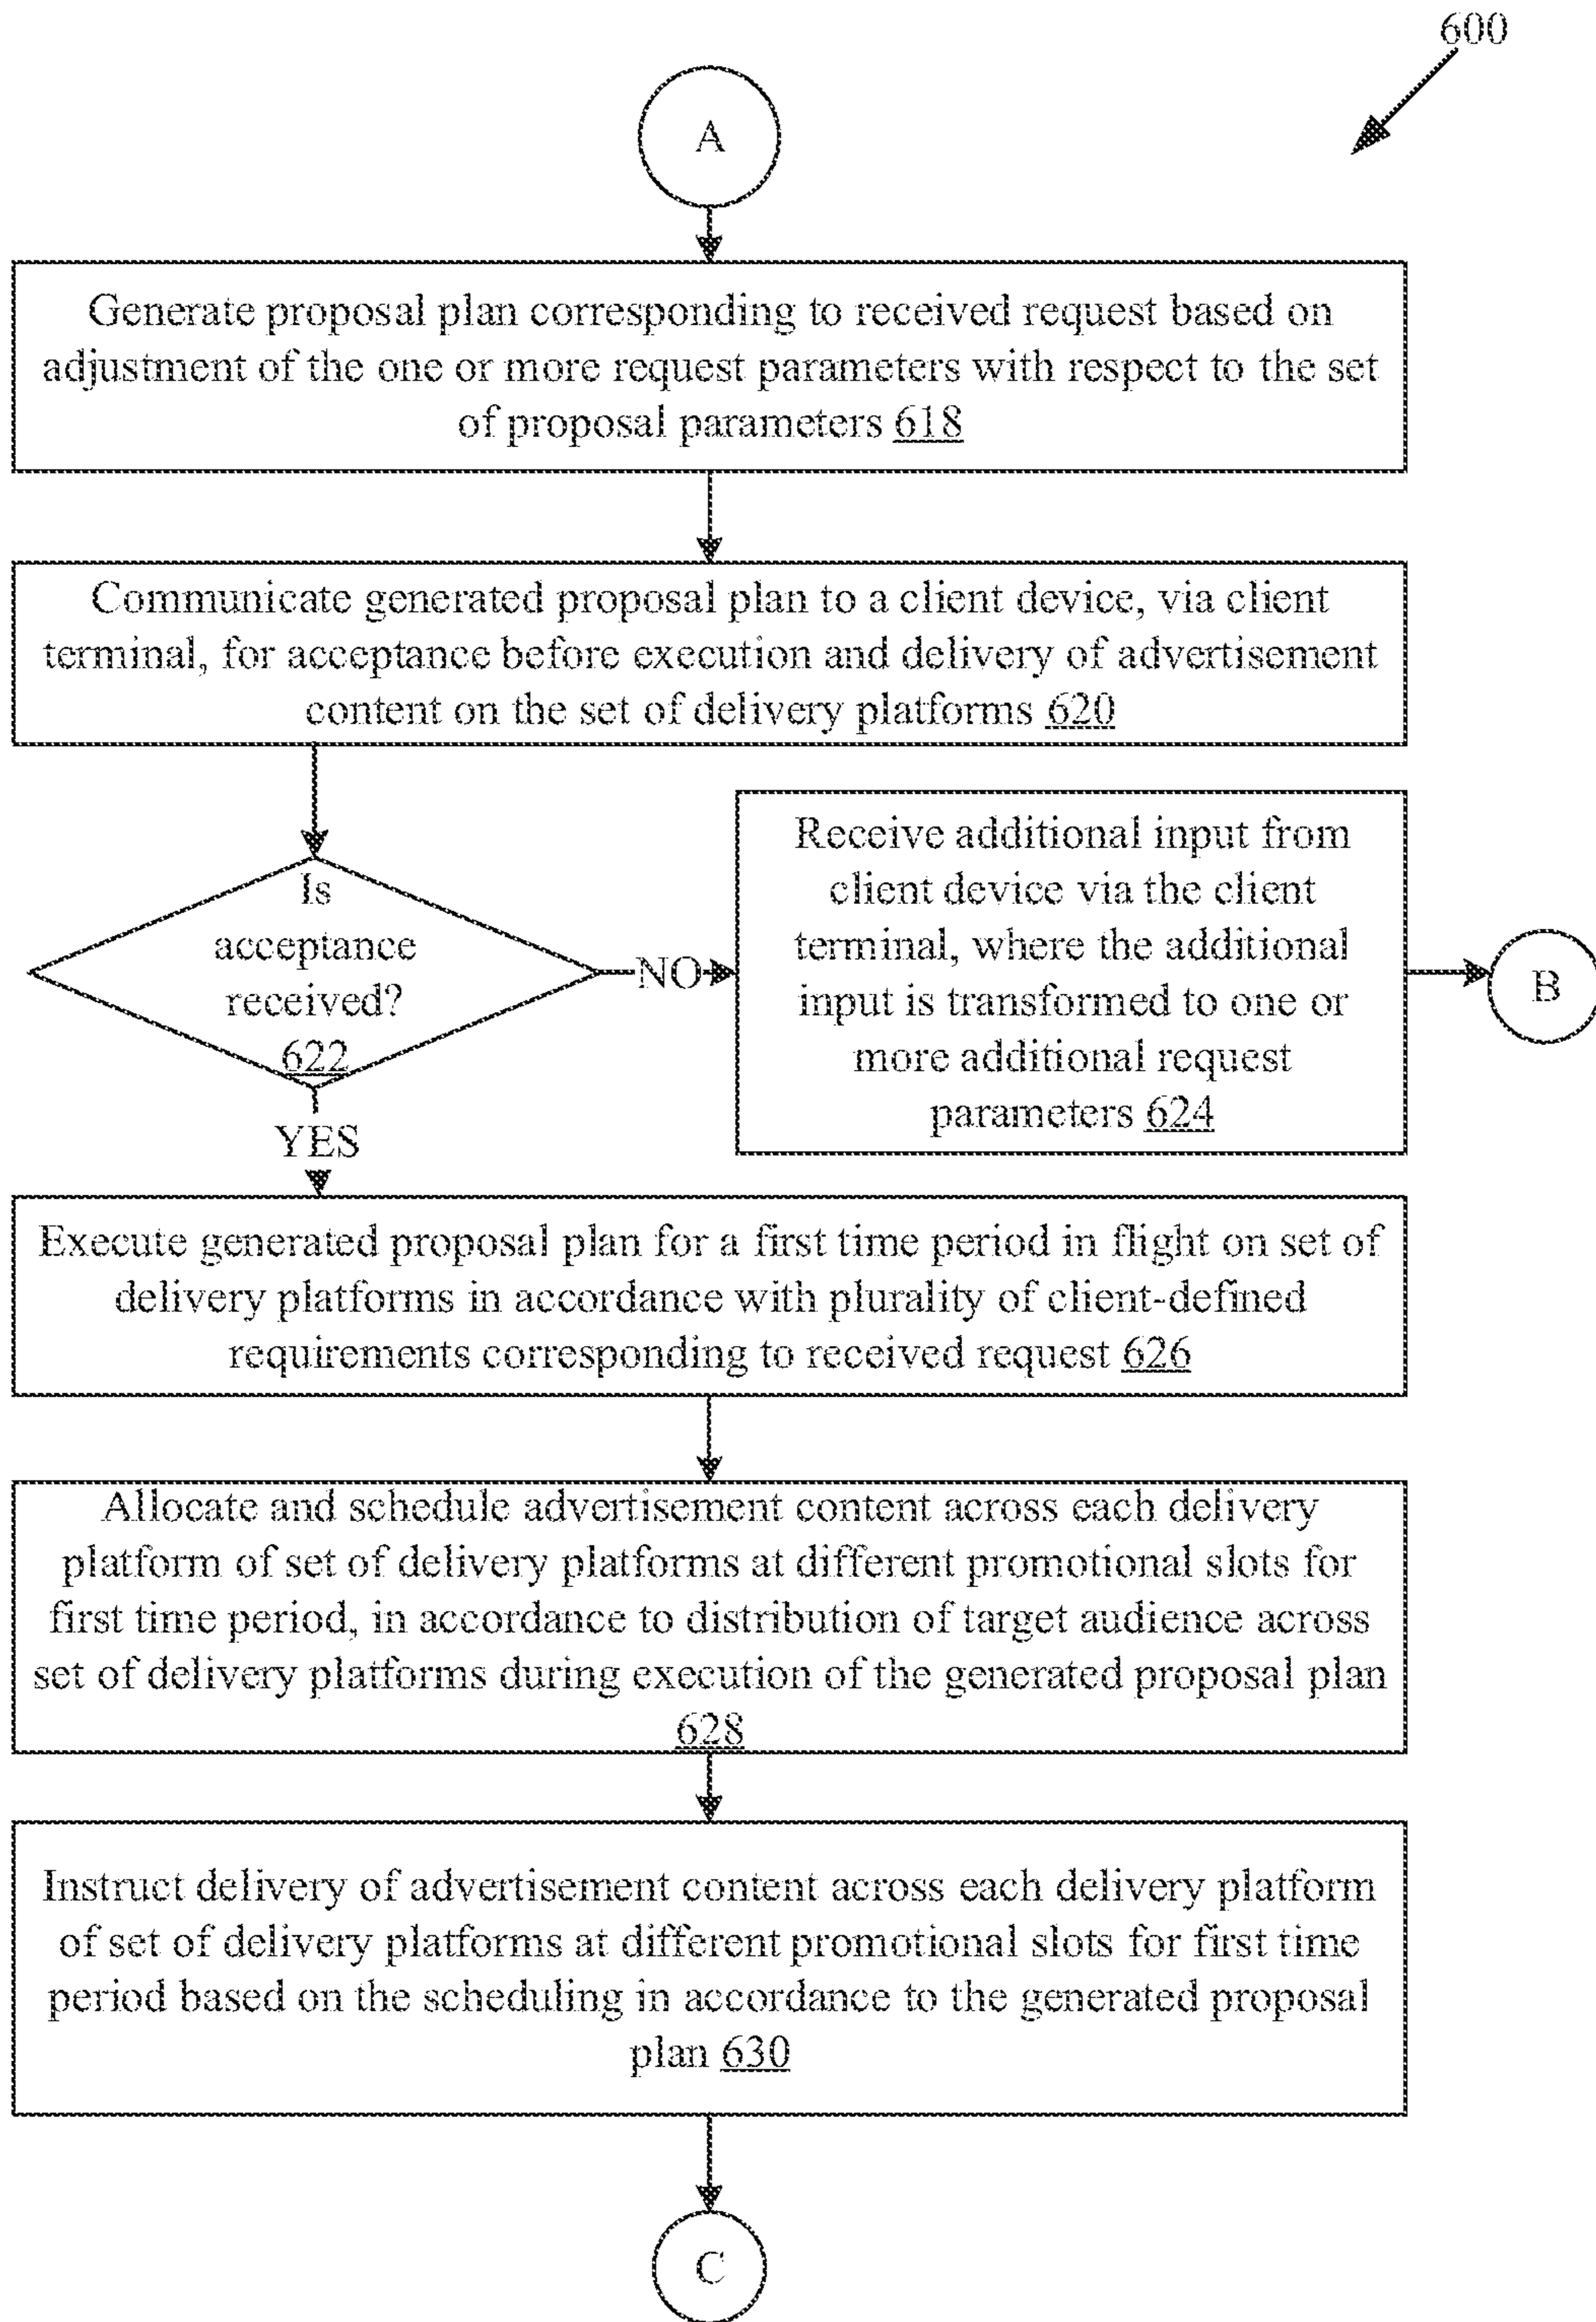 600
A
Generate proposal plan corresponding to received request based on
adjustment of the one or more request parameters with respect to the set
of proposal parameters 618
Communicate generated proposal plan to a client device, via client
terminal, for acceptance before execution and delivery of advertisement
content on the set of delivery platforms 620
Is
acceptance
received?
622
NO
Receive additional input from
client device via the client
terminal, where the additional
input is transformed to one or
more additional request
parameters 624
B
YES
Execute generated proposal plan for a first time period in flight on set of
delivery platforms in accordance with plurality of client-defined
requirements corresponding to received request 626
Allocate and schedule advertisement content across each delivery
platform of set of delivery platforms at different promotional slots for
first time period, in accordance to distribution of target audience across
set of delivery platforms during execution of the generated proposal plan
628
Instruct delivery of advertisement content across each delivery platform
of set of delivery platforms at different promotional slots for first time
period based on the scheduling in accordance to the generated proposal
plan 630
C